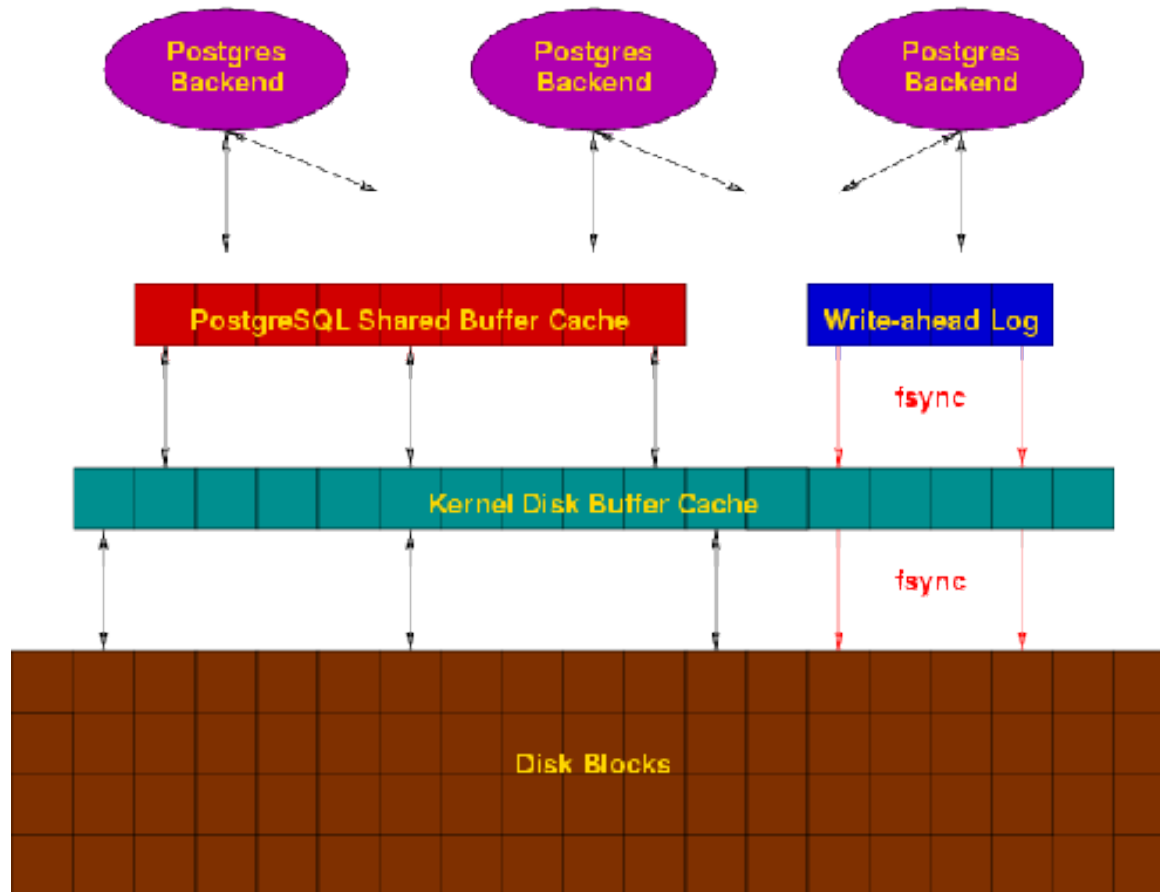 Postgres
Backend
Postgres
Backend
Postgres
Backend
PostgreSQL Shared Buffer Cache
Write-ahead Log
fsync
Kernel Disk Buffer Cache
fsync
Disk Blocks